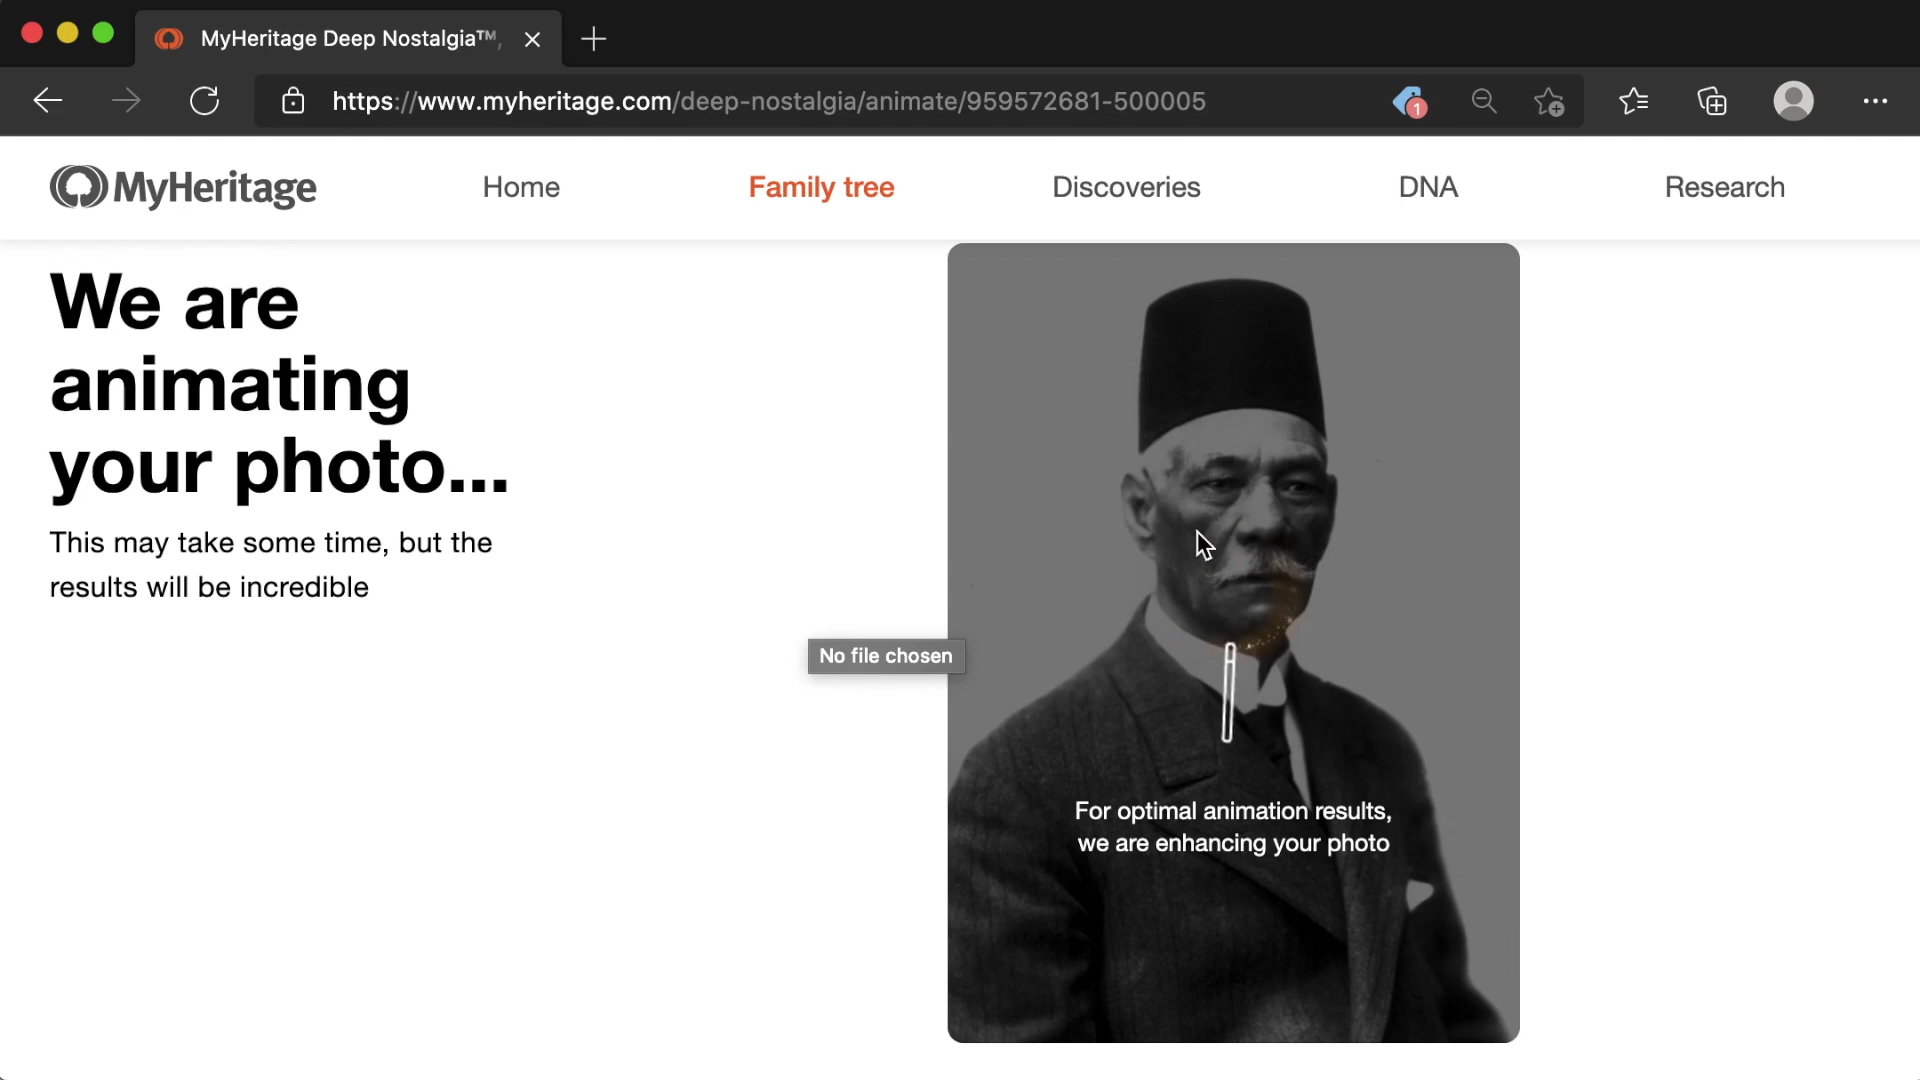 MyHeritage Deep Nostalgia™,
https://www.myheritage.com/deep-nostalgia/animate/959572681-500005
1
MyHeritage
Home
Family tree
Discoveries
DNA
Research
We are
animating
your photo...
This may take some time, but the
results will be incredible
No file chosen
For optimal animation results,
we are enhancing your photo